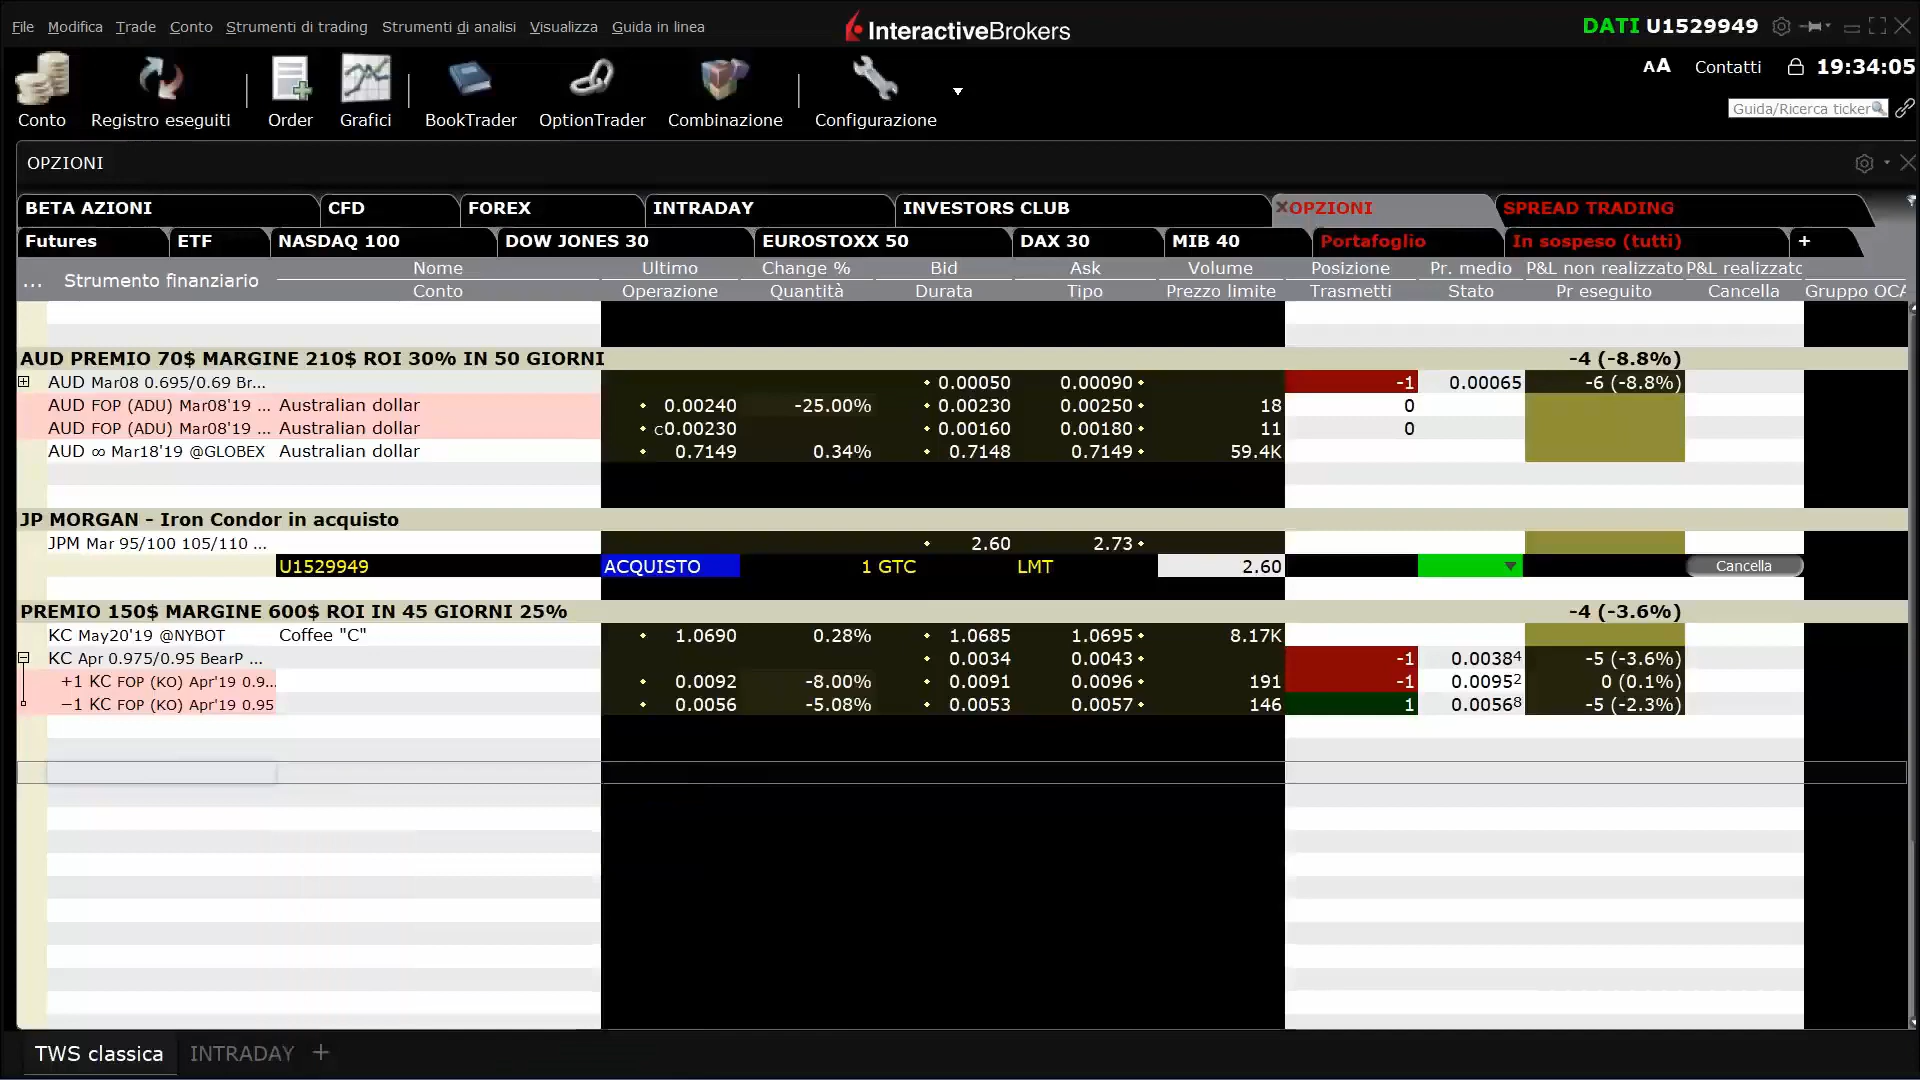 File Modifica Trade Conto Strumenti di trading Strumenti di analisi Visualizza Guida in linea InteractiveBrokers DATI U1529949
AA Contatti 19:34:05
Guida/Ricerca ticker
Conto Registro eseguiti Order Grafici BookTrader OptionTrader Combinazione Configurazione
OPZIONI
BETA AZIONI CFD FOREX INTRADAY INVESTORS CLUB OPZIONI SPREAD TRADING
Futures ETF NASDAQ 100 DOW JONES 30 EUROSTOXX 50 DAX 30 MIB 40 Portafoglio In sospeso (tutti) +
... Strumento finanziario Nome Ultimo Change % Bid Ask Volume Posizione Pr. medio P&L non realizzato P&L realizzato
Conto Operazione Quantità Durata Tipo Prezzo limite Trasmetti Stato Pr eseguito Cancella Gruppo OCA
AUD PREMIO 70$ MARGINE 210$ ROI 30% IN 50 GIORNI -4 (-8.8%)
AUD Mar08 0.695/0.69 Br... 0.00050 0.00090 -1 0.00065 -6 (-8.8%)
AUD FOP (ADU) Mar08'19 ... Australian dollar 0.00240 -25.00% 0.00230 0.00250 18 0
AUD FOP (ADU) Mar08'19 ... Australian dollar C0.00230 0.00160 0.00180 11 0
AUD ∞ Mar18'19 @GLOBEX Australian dollar 0.7149 0.34% 0.7148 0.7149 59.4K
JP MORGAN - Iron Condor in acquisto
JPM Mar 95/100 105/110 ... 2.60 2.73
U1529949 ACQUISTO 1 GTC LMT 2.60 Cancella
PREMIO 150$ MARGINE 600$ ROI IN 45 GIORNI 25% -4 (-3.6%)
KC May20'19 @NYBOT Coffee "C" 1.0690 0.28% 1.0685 1.0695 8.17K
KC Apr 0.975/0.95 BearP ... 0.0034 0.0043 -1 0.0038⁴ -5 (-3.6%)
+1 KC FOP (KO) Apr'19 0.9... 0.0092 -8.00% 0.0091 0.0096 191 -1 0.0095² 0 (0.1%)
−1 KC FOP (KO) Apr'19 0.95 0.0056 -5.08% 0.0053 0.0057 146 1 0.0056⁸ -5 (-2.3%)
TWS classica INTRADAY +